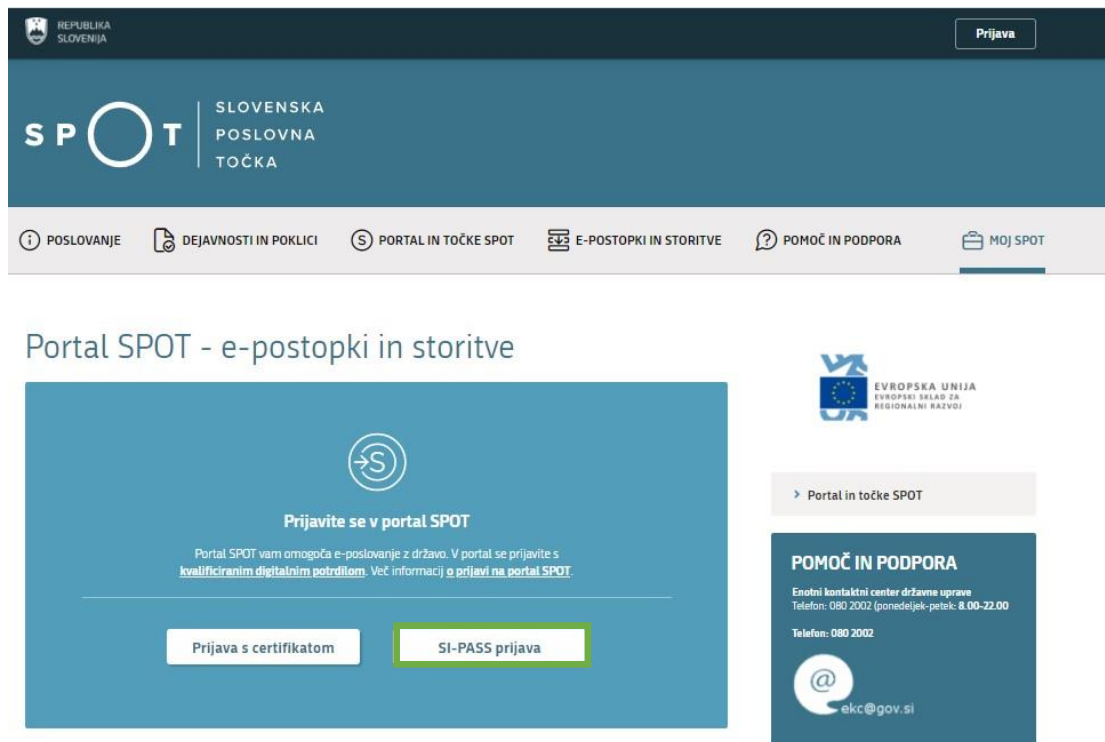 REPUBLIKA
SLOVENIJA
Prijava
SPOT
SLOVENSKA
POSLOVNA
TOČKA
POSLOVANJE
DEJAVNOSTI IN POKLICI
PORTAL IN TOČKE SPOT
E-POSTOPKI IN STORITVE
POMOČ IN PODPORA
MOJ SPOT
Portal SPOT - e-postopki in storitve
S
Prijavite se v portal SPOT
Portal SPOT vam omogoča e-poslovanje z državo. V portal se prijavite s
kvalificiranim digitalnim potrdilom. Več informacij o prijavi na portal SPOT.
Prijava s certifikatom
SI-PASS prijava
EVROPSKA UNIJA
EVROPSKI SKLAD ZA
REGIONALNI RAZVOJ
Portal in točke SPOT
POMOČ IN PODPORA
Enotni kontaktni center državne uprave
Telefon: 080 2002 (ponedeljek-petek: 8.00-22.00
Telefon: 080 2002
@
ekc@gov.si